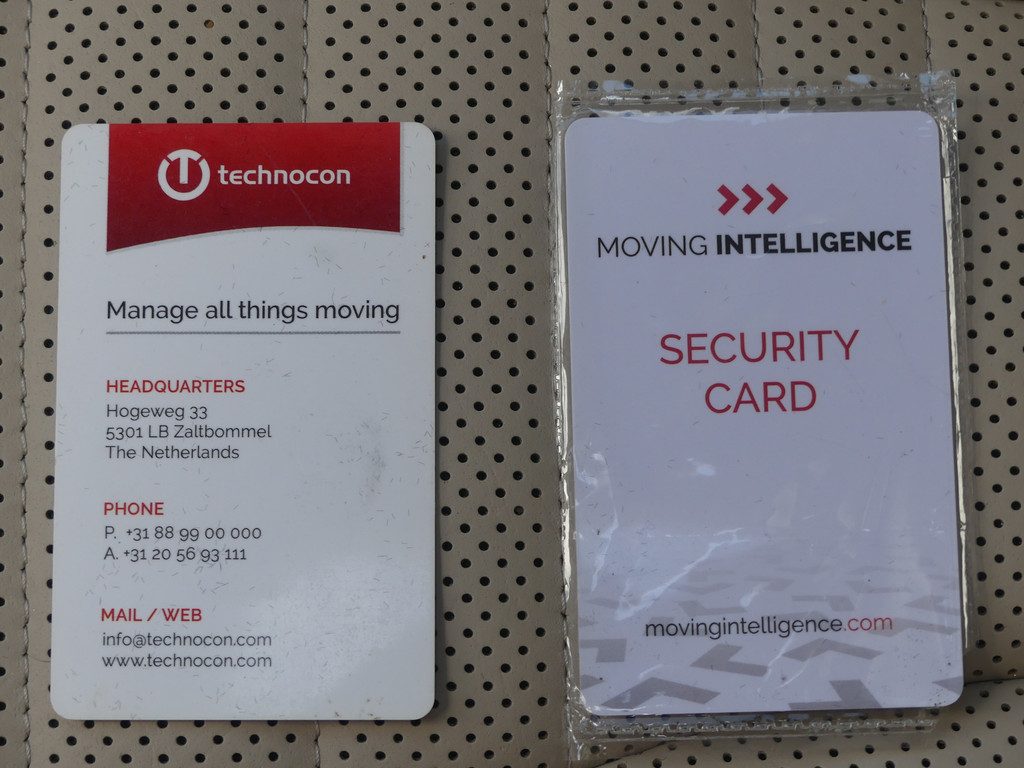 technocon
Manage all things moving
HEADQUARTERS
Hogeweg 33
5301 LB Zaltbommel
The Netherlands
PHONE
P. +31 88 99 00 000
A. +31 20 56 93 111
MAIL / WEB
info@technocon.com
www.technocon.com
MOVING INTELLIGENCE
SECURITY
CARD
movingintelligence.com